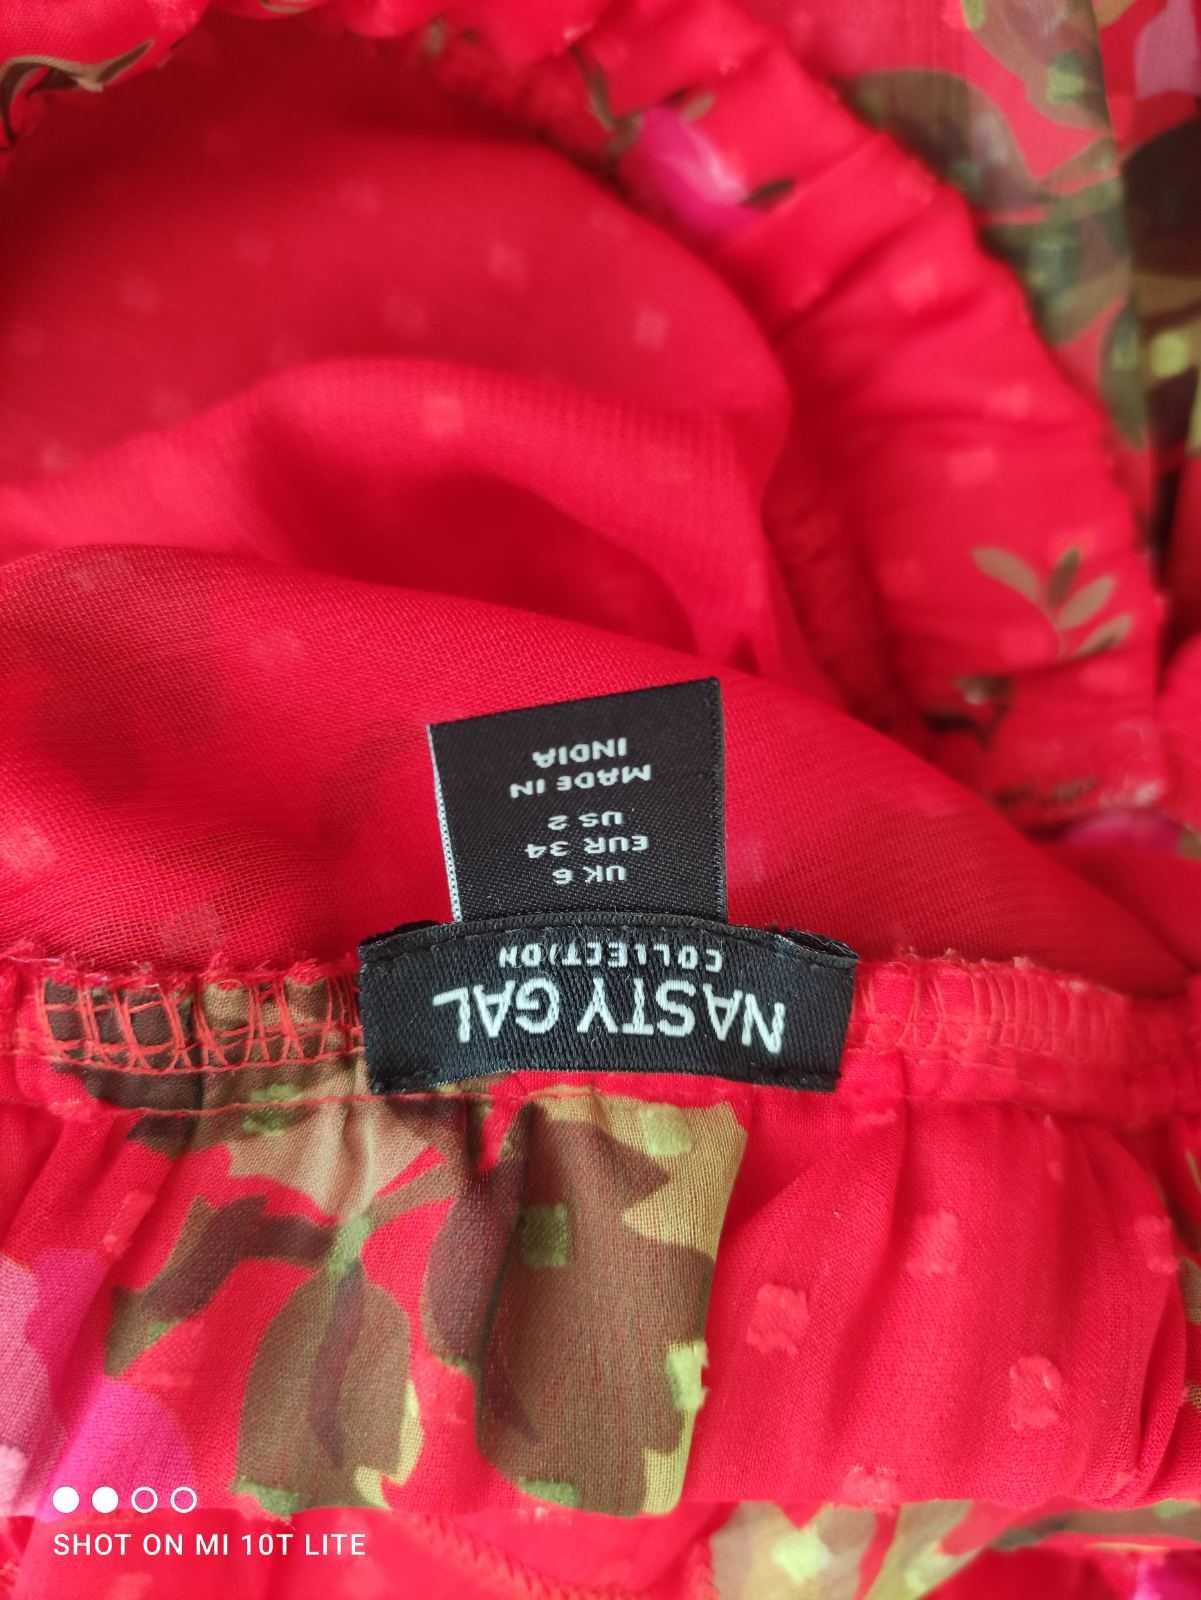 NASTY GAL
COLLECTION
UK 6
EUR 34
US 2
MADE IN
INDIA
SHOT ON MI 10T LITE